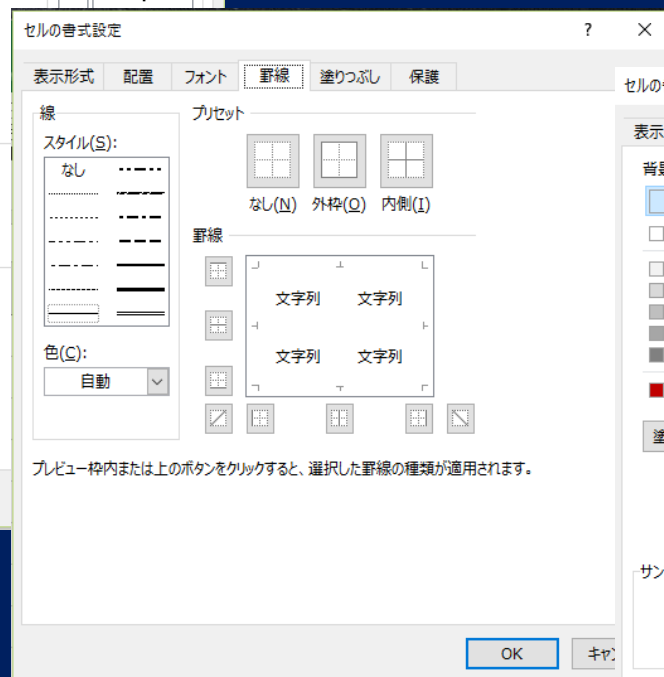 セルの書式設定
?
表示形式 配置 フォント 罫線 塗りつぶし 保護
線
スタイル(S):
なし
色(C):
自動
プリセット
なし(N) 外枠(O) 内側(I)
罫線
文字列 文字列
文字列 文字列
プレビュー枠内または上のボタンをクリックすると、選択した罫線の種類が適用されます。
OK
キャン
セルの
表示
背景
塗
サン